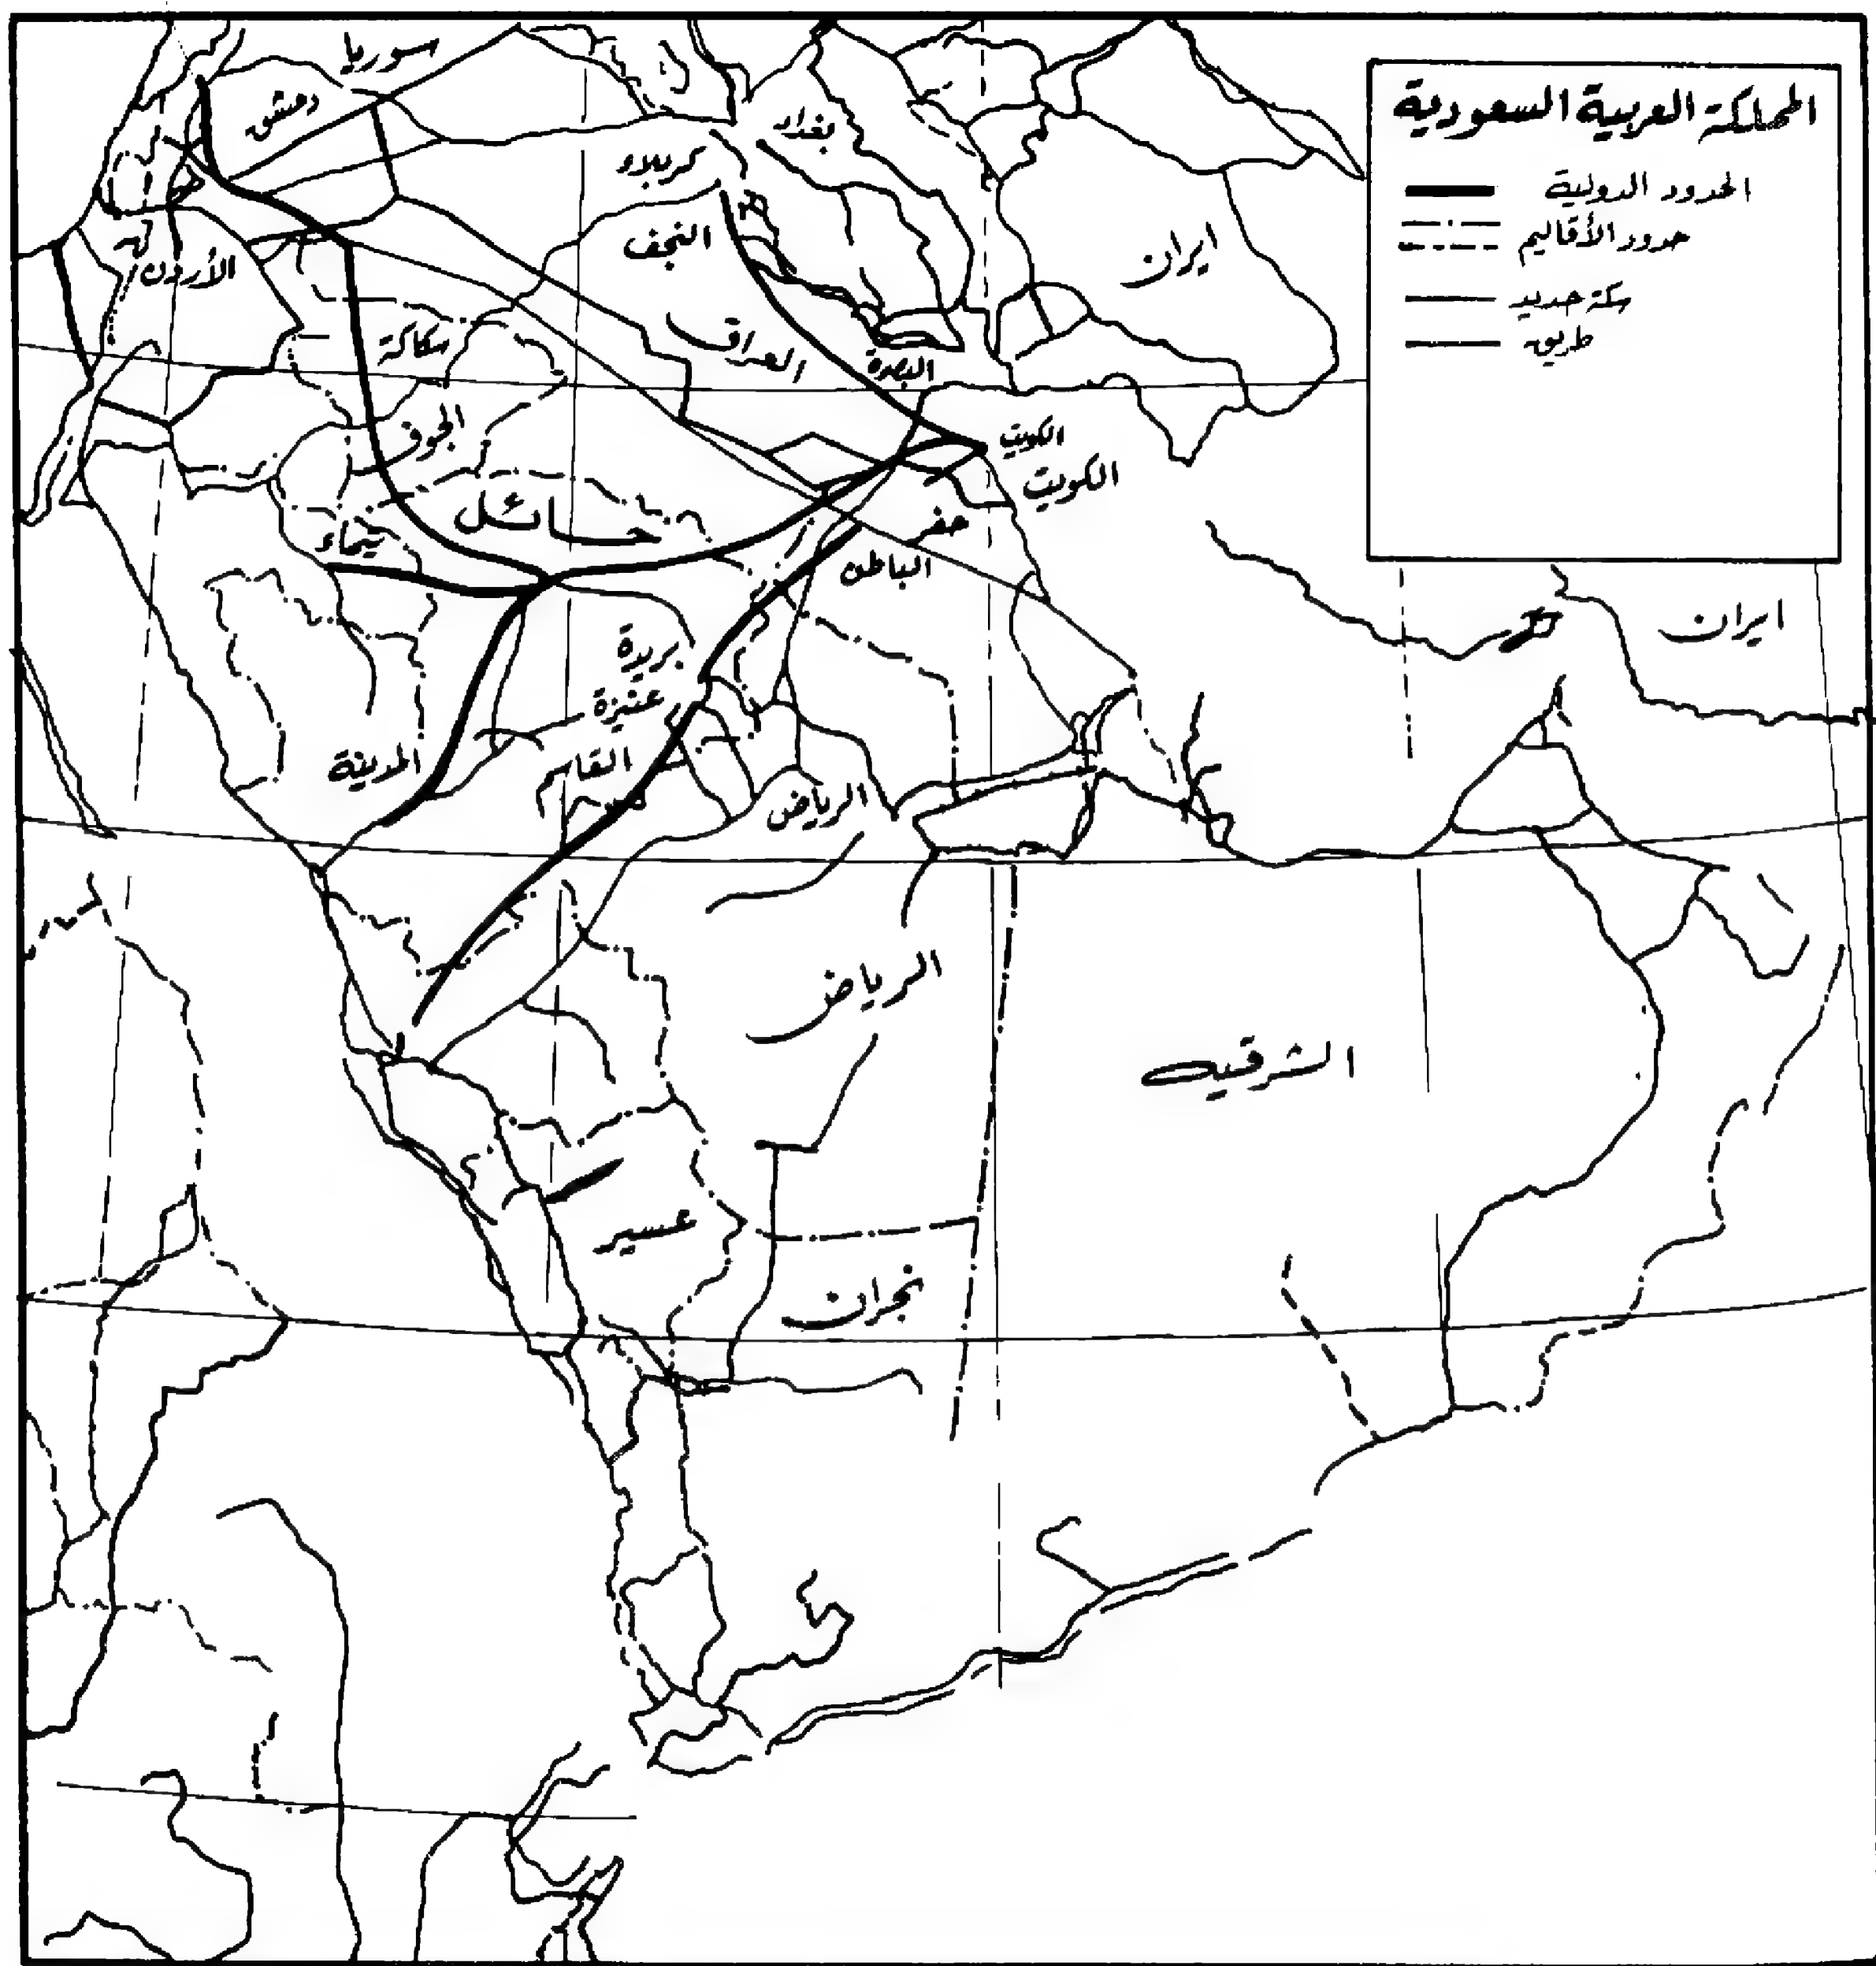 المملكة العربية السعودية
الحدود الدولية
حدود الأقاليم
سكة حديد
طريق
سوريا
دمشق
بغداد
كربلاء
النجف
ايران
الأردن
سكاكة
العراق
البصرة
الجوف
الكويت
الكويت
حائل
حفر
الباطن
تيماء
ايران
بريدة
عنيزة
القاسم
المدينة
الرياض
الرياض
الشرقيه
عسير
نجران